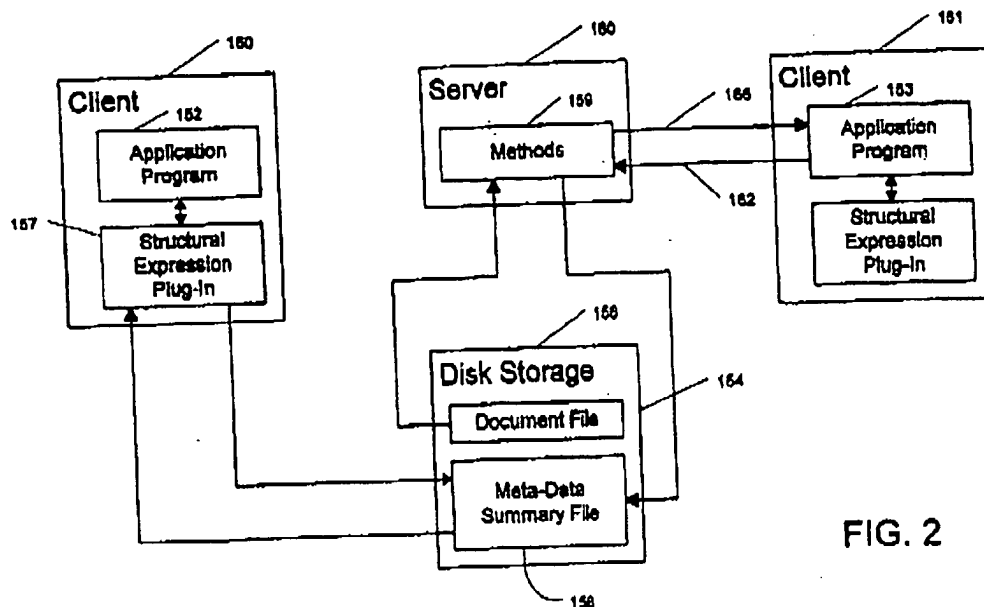 150
Client
152
Application
Program
157
Structural
Expression
Plug-In
160
Server
159
Methods
155
162
151
Client
153
Application
Program
Structural
Expression
Plug-In
156
Disk Storage
154
Document File
Meta-Data
Summary File
158
FIG. 2